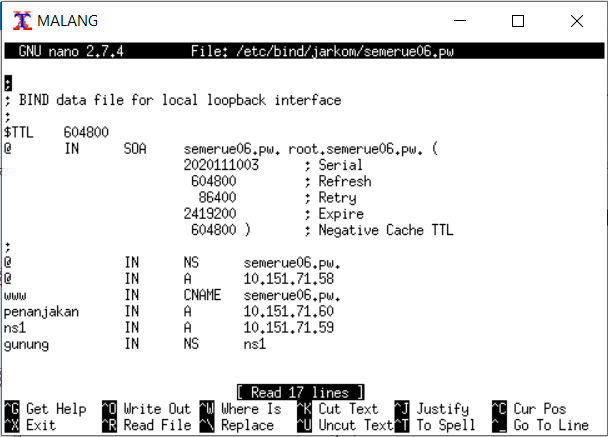 MALANG
GNU nano 2.7.4 File: /etc/bind/jarkom/semerue06.pw
;
; BIND data file for local loopback interface
;
$TTL 604800
@ IN SOA semerue06.pw. root.semerue06.pw. (
2020111003 ; Serial
604800 ; Refresh
86400 ; Retry
2419200 ; Expire
604800 ) ; Negative Cache TTL
;
@ IN NS semerue06.pw.
@ IN A 10.151.71.58
www IN CNAME semerue06.pw.
penanjakan IN A 10.151.71.60
ns1 IN A 10.151.71.59
gunung IN NS ns1
[ Read 17 lines ]
^G Get Help ^O Write Out ^W Where Is ^K Cut Text ^J Justify ^C Cur Pos
^X Exit ^R Read File ^\ Replace ^U Uncut Text ^T To Spell ^_ Go To Line